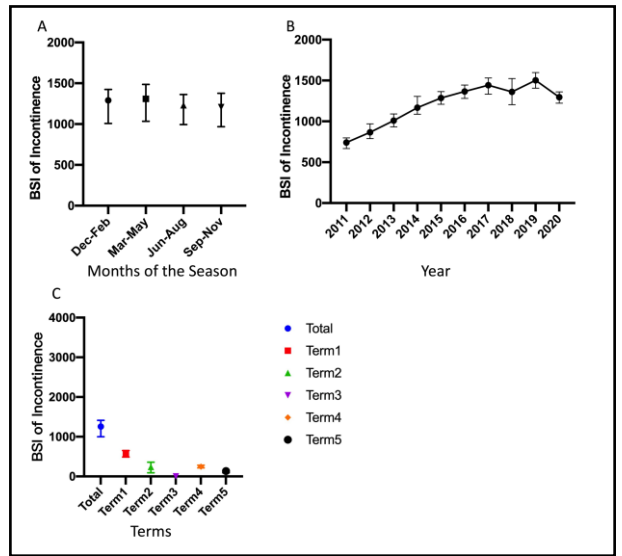 A
2000
1500
1000
500
0
BSI of Incontinence
Dec-Feb
Mar-May
Jun-Aug
Sep-Nov
Months of the Season
B
2000
1500
1000
500
0
BSI of Incontinence
2011
2012
2013
2014
2015
2016
2017
2018
2019
2020
Year
C
4000
3000
2000
1000
0
BSI of Incontinence
Total
Term1
Term2
Term3
Term4
Term5
Terms
Total
Term1
Term2
Term3
Term4
Term5